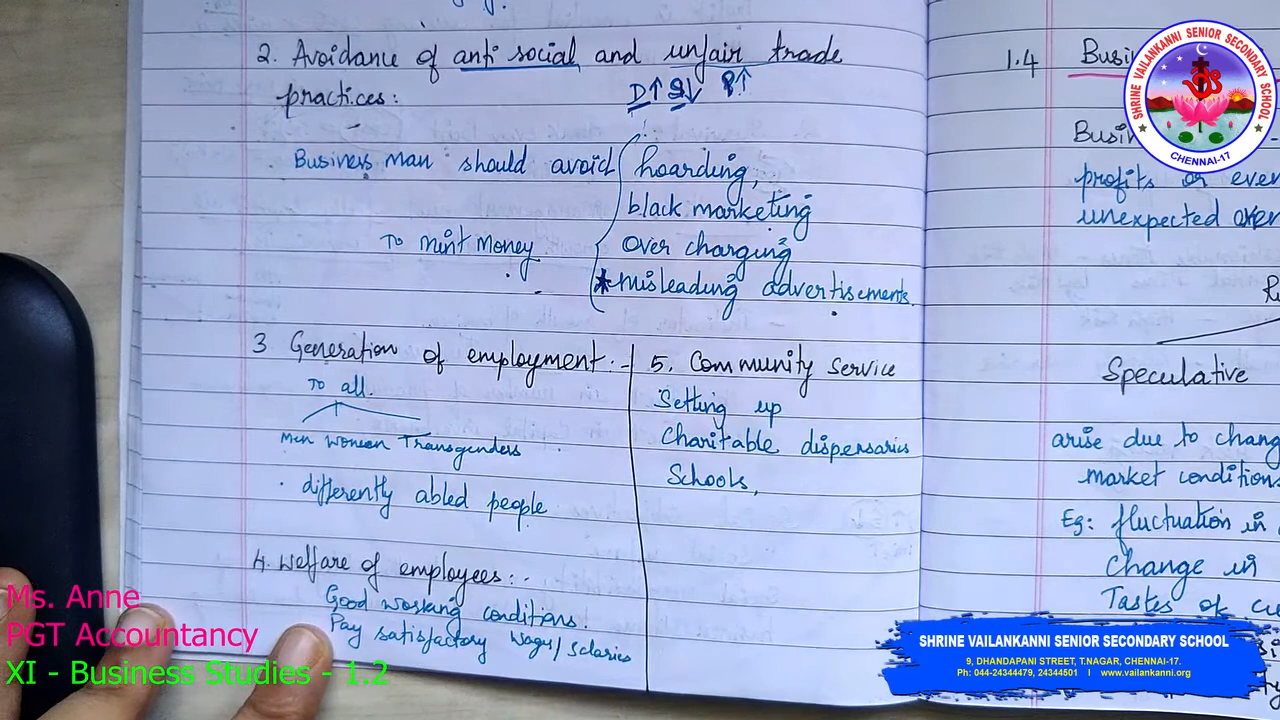 2. Avoidance of anti social and unfair trade
practices:
D↑ S↓ P↑
Business man should avoid hoarding,
black marketing
To mint money over charging
* misleading advertisements.
3 Generation of employment:-
To all.
Men Women Transgenders
differently abled people
4. Welfare of employees:-
Good working conditions.
Pay satisfactory wages/ salaries
5. Community Service
Setting up
Charitable dispensaries
Schools,
1.4 Busi
Busin
profits or even
unexpected
Speculative
arise due to chang
market conditions
Eg: fluctuation in
Change in
Tastes of cu
SHRINE VAILANKANNI SENIOR SECONDARY SCHOOL
CHENNAI-17
Ms. Anne
PGT Accountancy
XI - Business Studies - 1.2
SHRINE VAILANKANNI SENIOR SECONDARY SCHOOL
9, DHANDAPANI STREET, T.NAGAR, CHENNAI-17.
Ph: 044-24344479, 24344501 I www.vailankanni.org